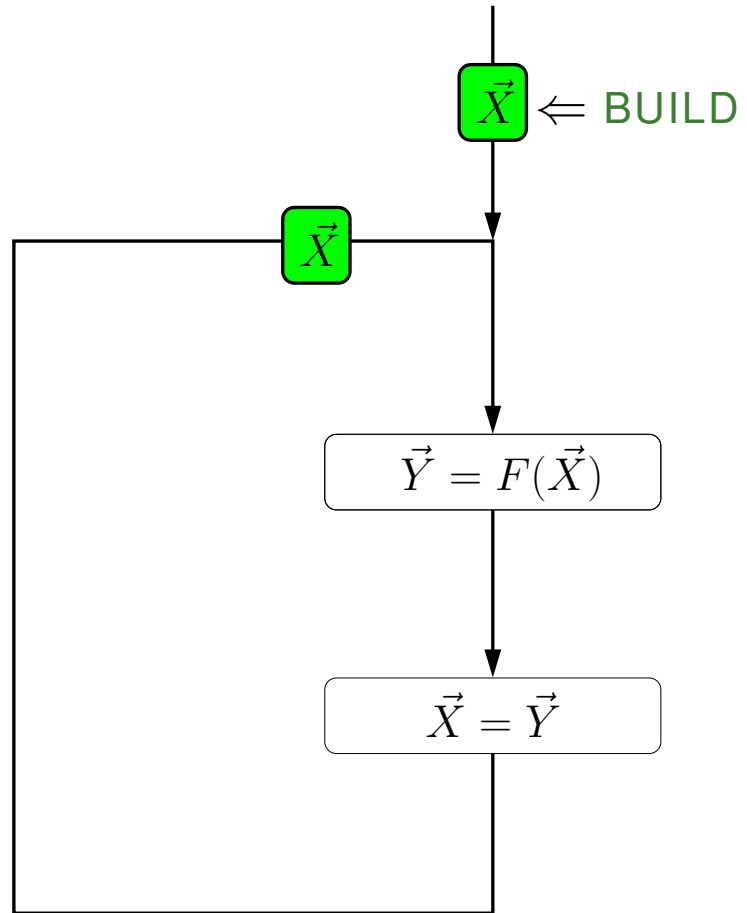 X⃗ ⇐ BUILD
X⃗
Y⃗ = F(X⃗)
X⃗ = Y⃗